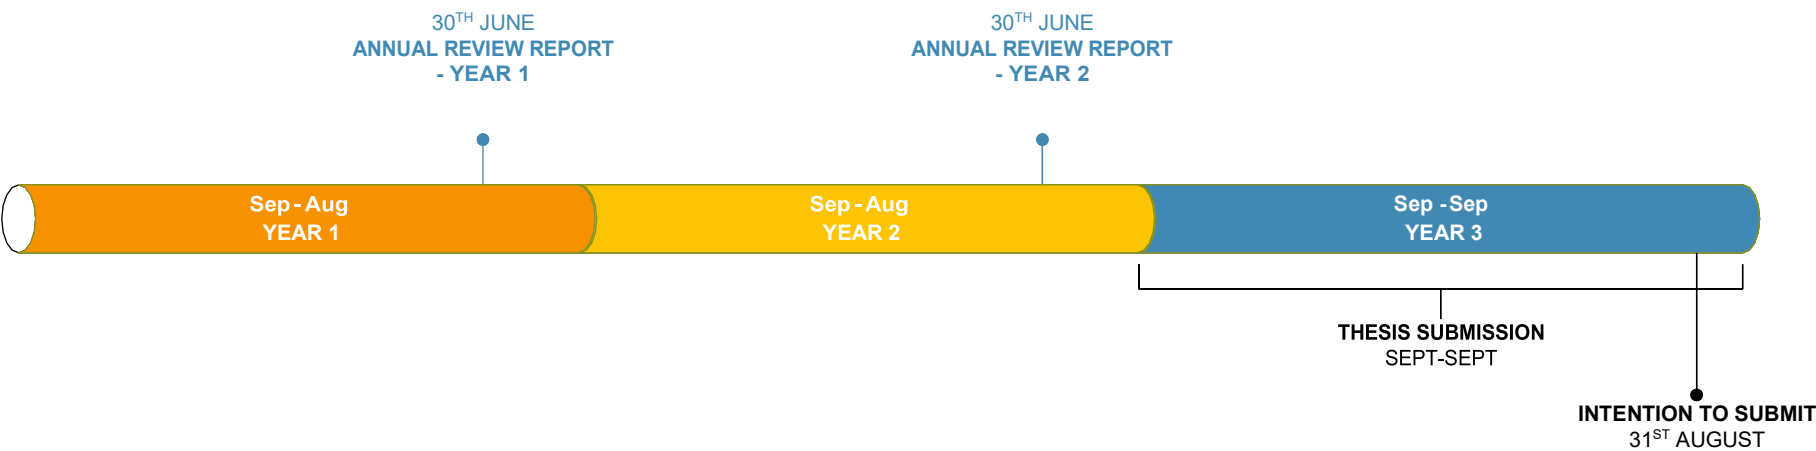 30TH JUNE
ANNUAL REVIEW REPORT
- YEAR 1
30TH JUNE
ANNUAL REVIEW REPORT
- YEAR 2
Sep - Aug
YEAR 1
Sep - Aug
YEAR 2
Sep - Sep
YEAR 3
THESIS SUBMISSION
SEPT-SEPT
INTENTION TO SUBMIT
31ST AUGUST